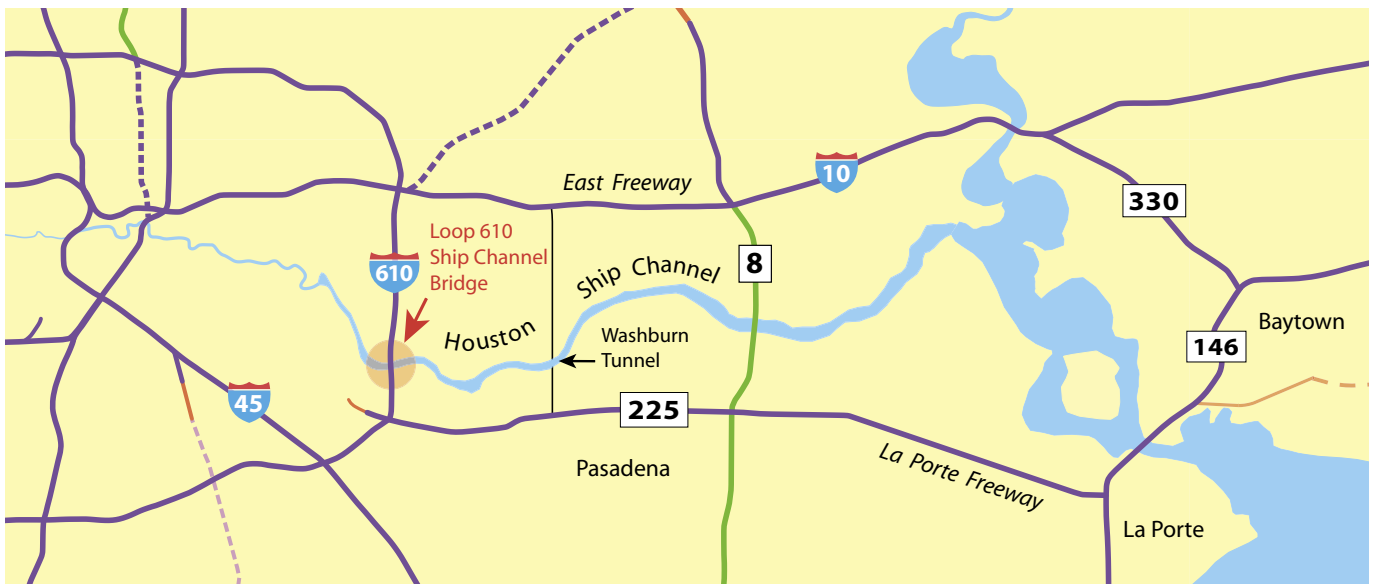 10
East Freeway
330
Loop 610
Ship Channel
Bridge
610
8
Houston Ship Channel
Washburn
Tunnel
Baytown
146
45
225
Pasadena
La Porte Freeway
La Porte